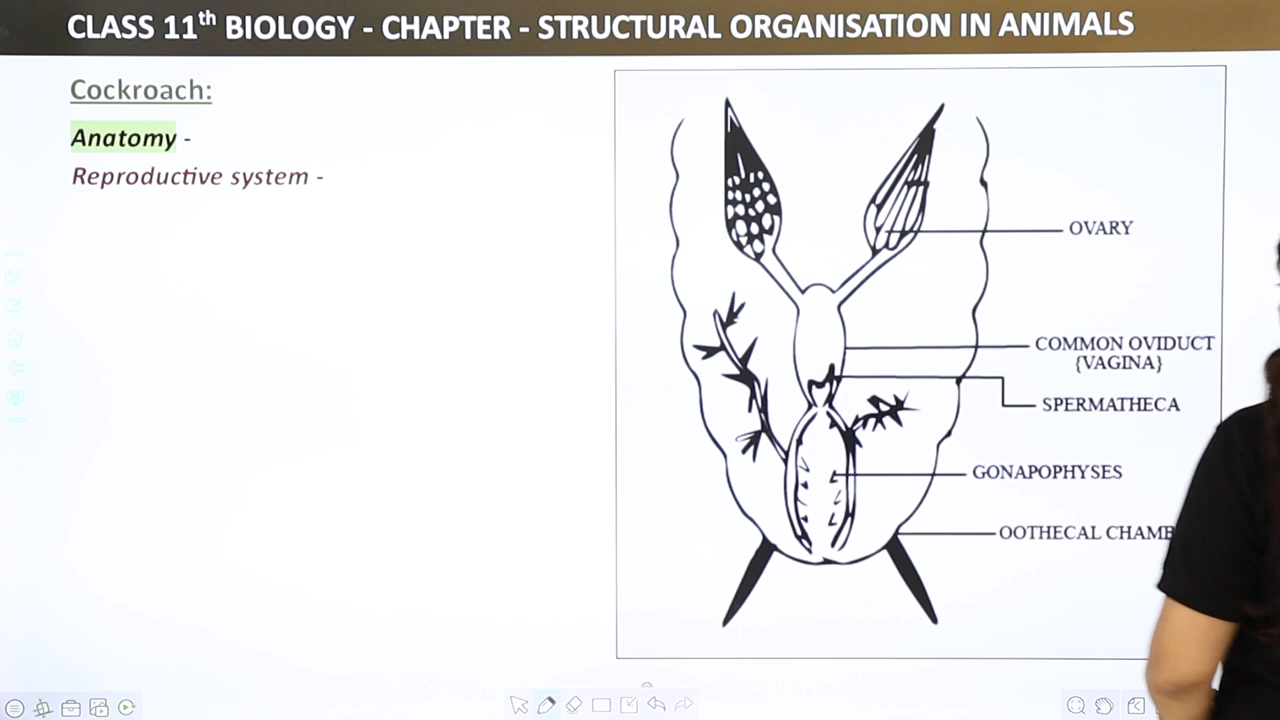 CLASS 11th BIOLOGY - CHAPTER - STRUCTURAL ORGANISATION IN ANIMALS
Cockroach:
Anatomy -
Reproductive system -
OVARY
COMMON OVIDUCT
{VAGINA}
SPERMATHECA
GONAPOPHYSES
OOTHECAL